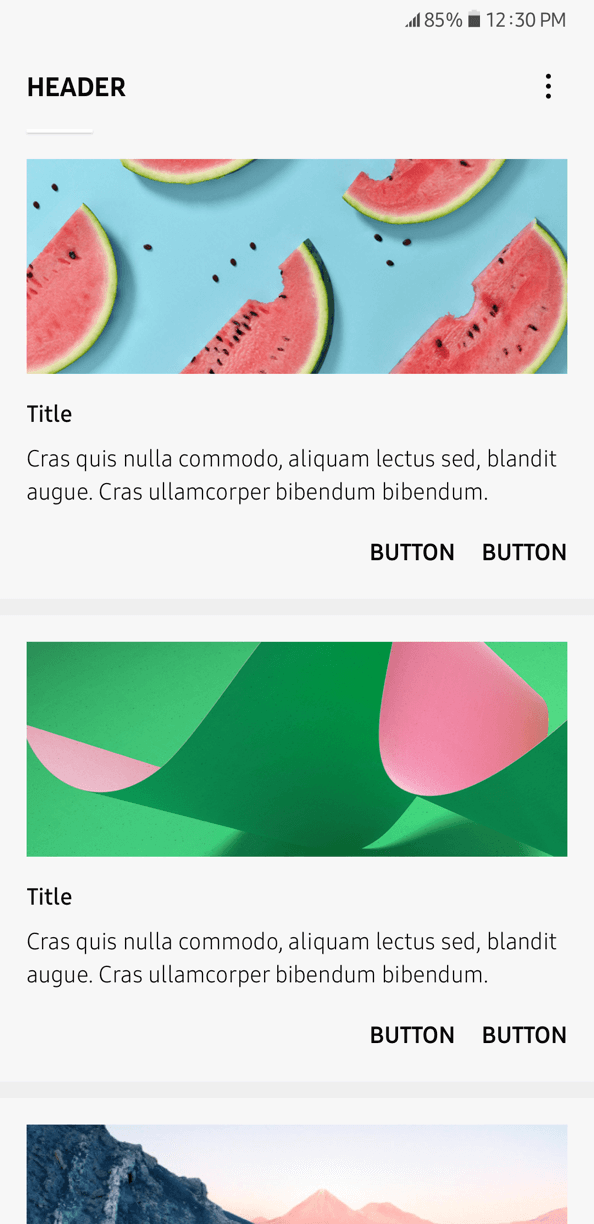 85% 12:30 PM
HEADER
Title
Cras quis nulla commodo, aliquam lectus sed, blandit
augue. Cras ullamcorper bibendum bibendum.
BUTTON BUTTON
Title
Cras quis nulla commodo, aliquam lectus sed, blandit
augue. Cras ullamcorper bibendum bibendum.
BUTTON BUTTON